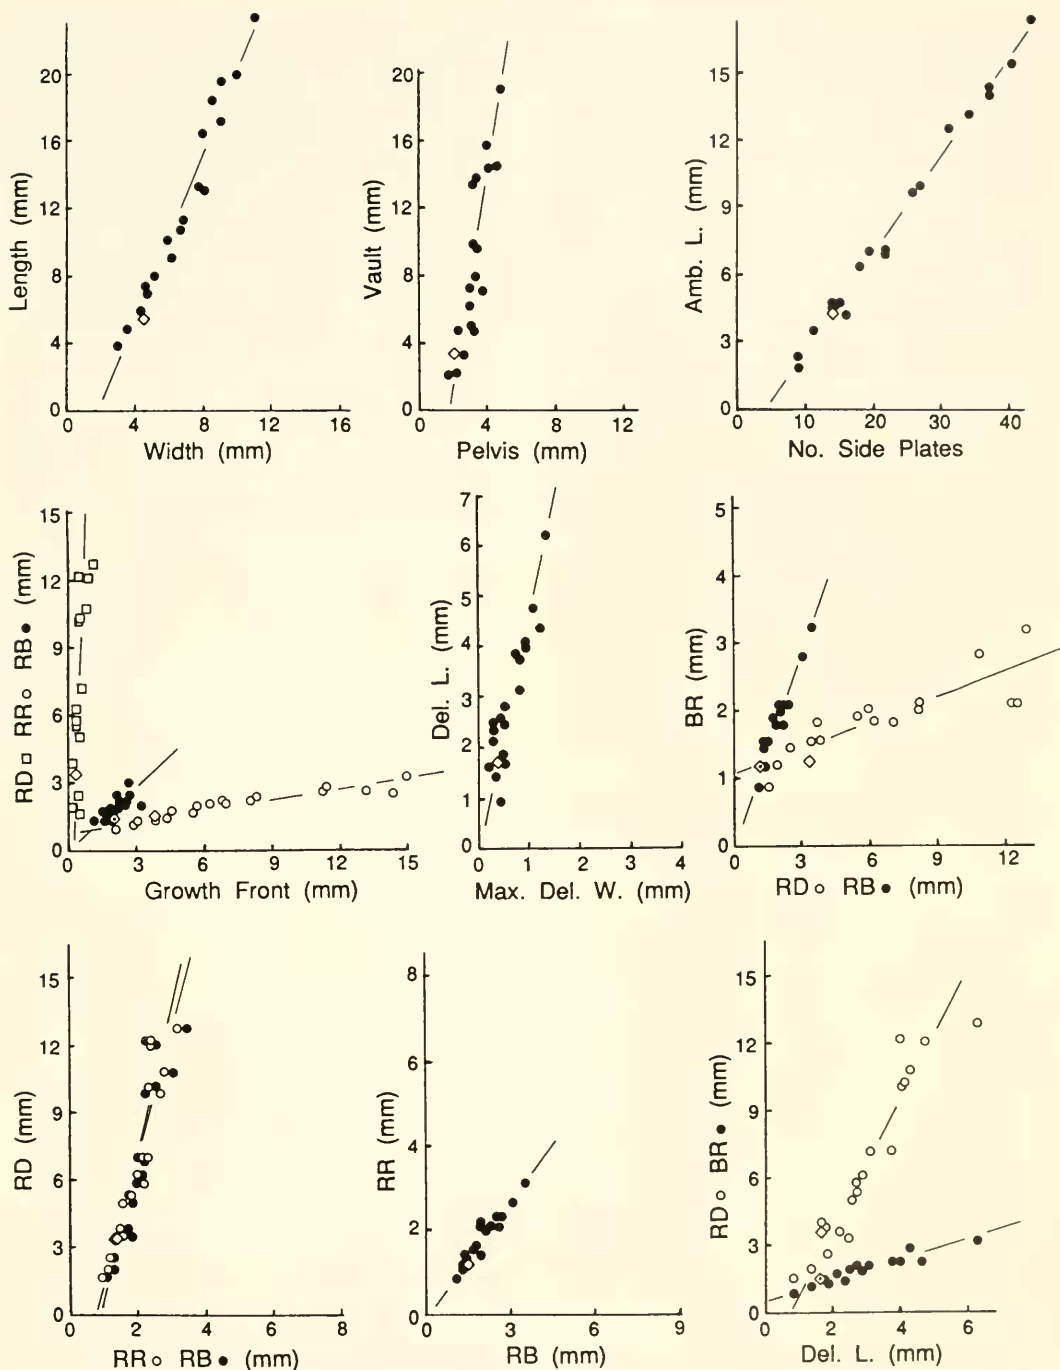 20
16
12
8
4
0
Length (mm)
0 4 8 12 16
Width (mm)
20
16
12
8
4
0
Vault (mm)
0 4 8 12
Pelvis (mm)
15
12
9
6
3
0
Amb. L. (mm)
0 10 20 30 40
No. Side Plates
15
12
9
6
3
0
RD □ RR ○ RB ● (mm)
0 3 6 9 12 15
Growth Front (mm)
7
6
5
4
3
2
1
0
Del. L. (mm)
0 1 2 3 4
Max. Del. W. (mm)
5
4
3
2
1
0
BR (mm)
0 3 6 9 12
RD ○ RB ● (mm)
15
12
9
6
3
0
RD (mm)
0 2 4 6 8
RR ○ RB ● (mm)
8
6
4
2
0
RR (mm)
0 3 6 9
RB (mm)
15
12
9
6
3
0
RD ○ BR ● (mm)
0 2 4 6
Del. L. (mm)